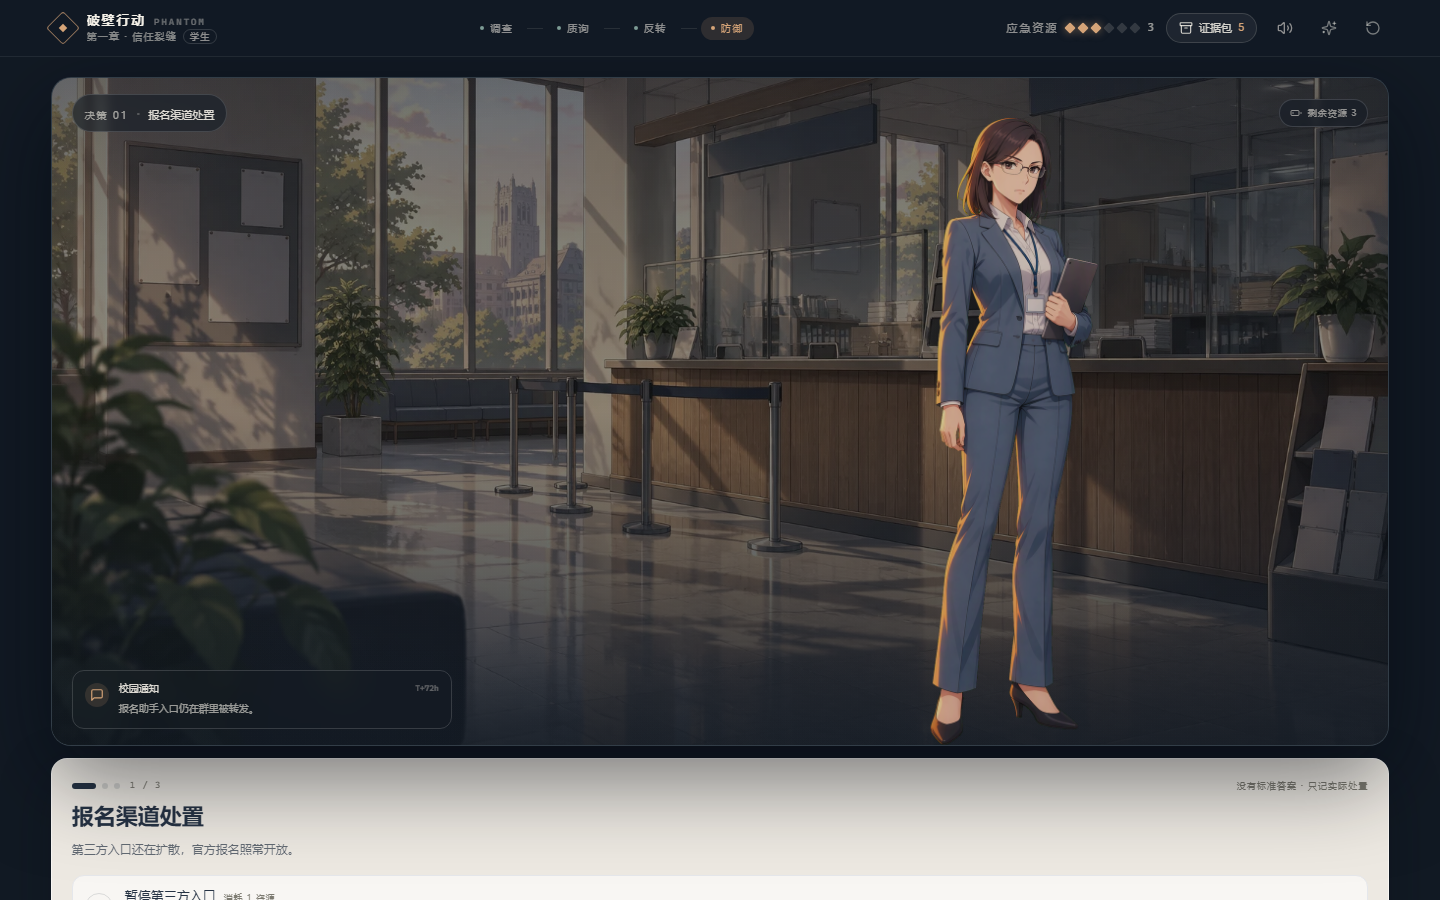 破壁行动 PHANTOM
第一章 · 信任裂缝 学生
调查
质询
反转
防御
应急资源 3
证据包 5
决策 01 · 报名渠道处置
剩余资源 3
校园通知 T+72h
报名助手入口仍在群里被转发。
1 / 3
没有标准答案 · 只记实际处置
报名渠道处置
第三方入口还在扩散，官方报名照常开放。
暂停第三方入口 消耗 1 资源